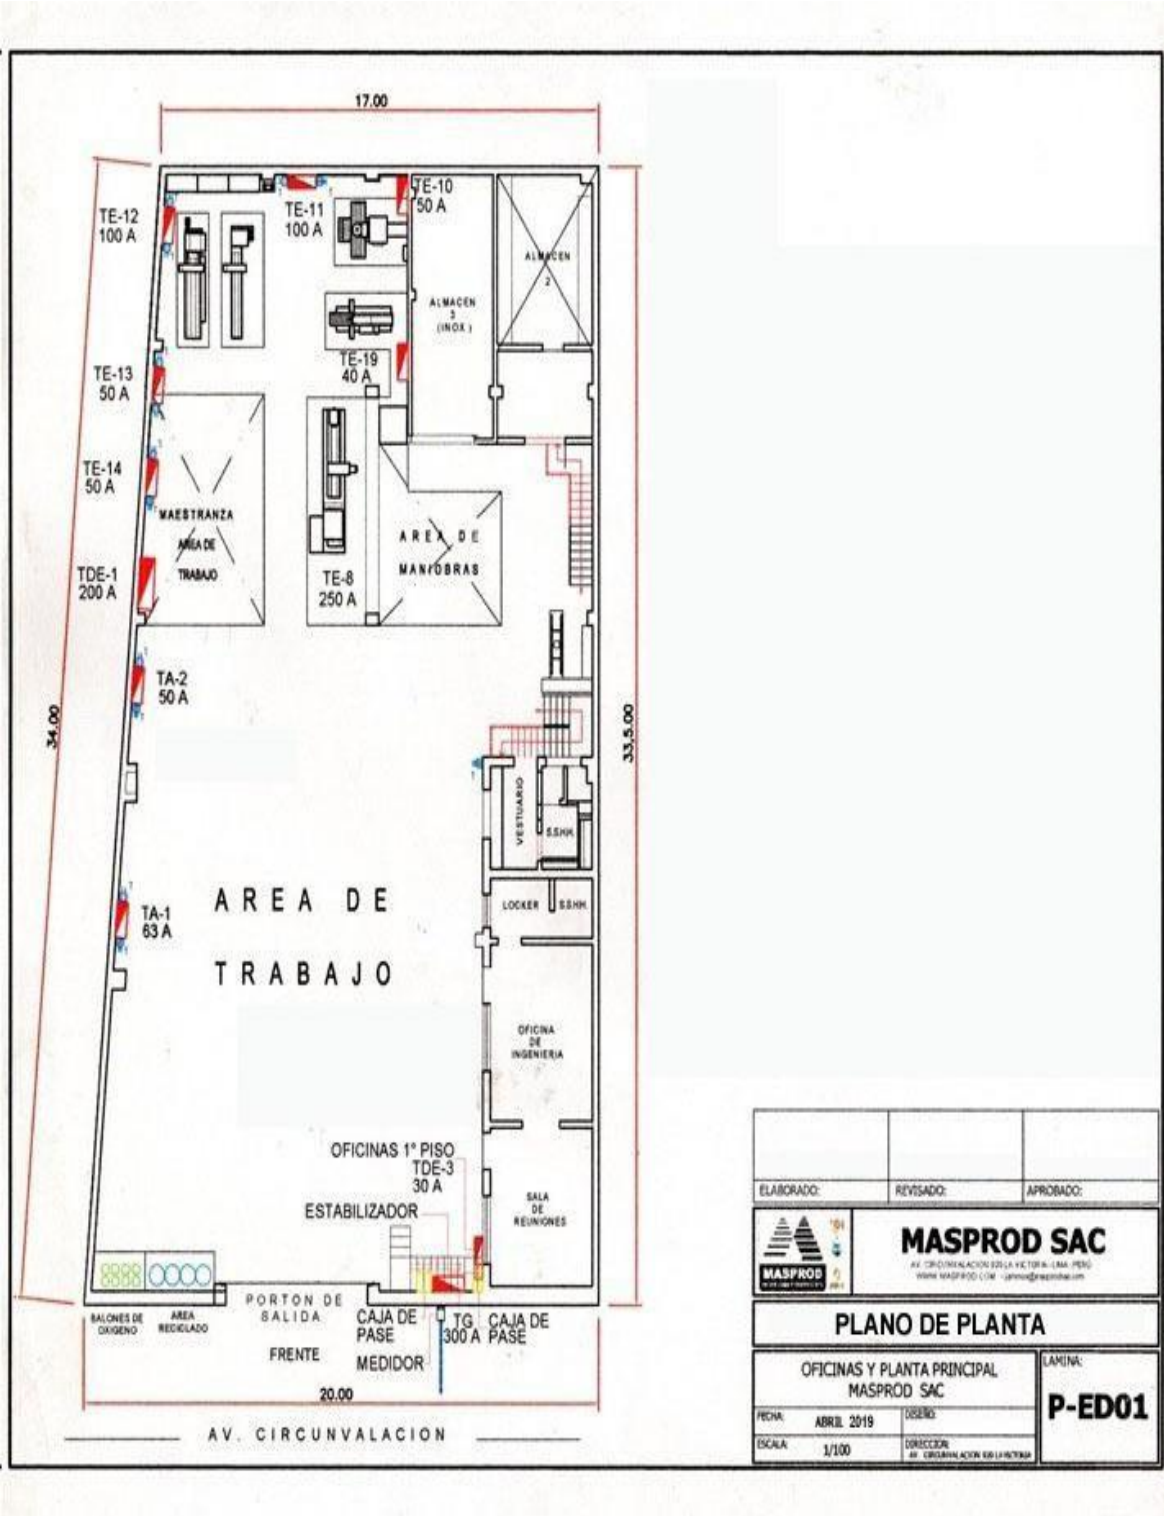 17.00
TE-12
100 A
TE-11
100 A
TE-10
50 A
ALMACEN
2
ALMACEN
3
(INOX)
TE-19
40 A
TE-13
50 A
TE-14
50 A
MAESTRANZA
AREA DE
TRABAJO
AREA DE
MANIOBRAS
TDE-1
200 A
TE-8
250 A
TA-2
50 A
34.00
33,5.00
VESTUARIO
S.S.H.H.
TA-1
63 A
AREA DE
TRABAJO
LOCKER
S.S.H.H.
OFICINA
DE
INGENIERIA
OFICINAS 1° PISO
TDE-3
30 A
ESTABILIZADOR
SALA
DE
REUNIONES
BALONES DE
OXIGENO
AREA
RECICLADO
PORTON DE
SALIDA
FRENTE
CAJA DE
PASE
MEDIDOR
TG
300 A
CAJA DE
PASE
20.00
AV. CIRCUNVALACION
ELABORADO:
REVISADO:
APROBADO:
MASPROD
MASPROD SAC
PLANO DE PLANTA
OFICINAS Y PLANTA PRINCIPAL
MASPROD SAC
FECHA:
ABRIL 2019
DISEÑO:
ESCALA:
1/100
DIRECCION:
LAMINA:
P-ED01